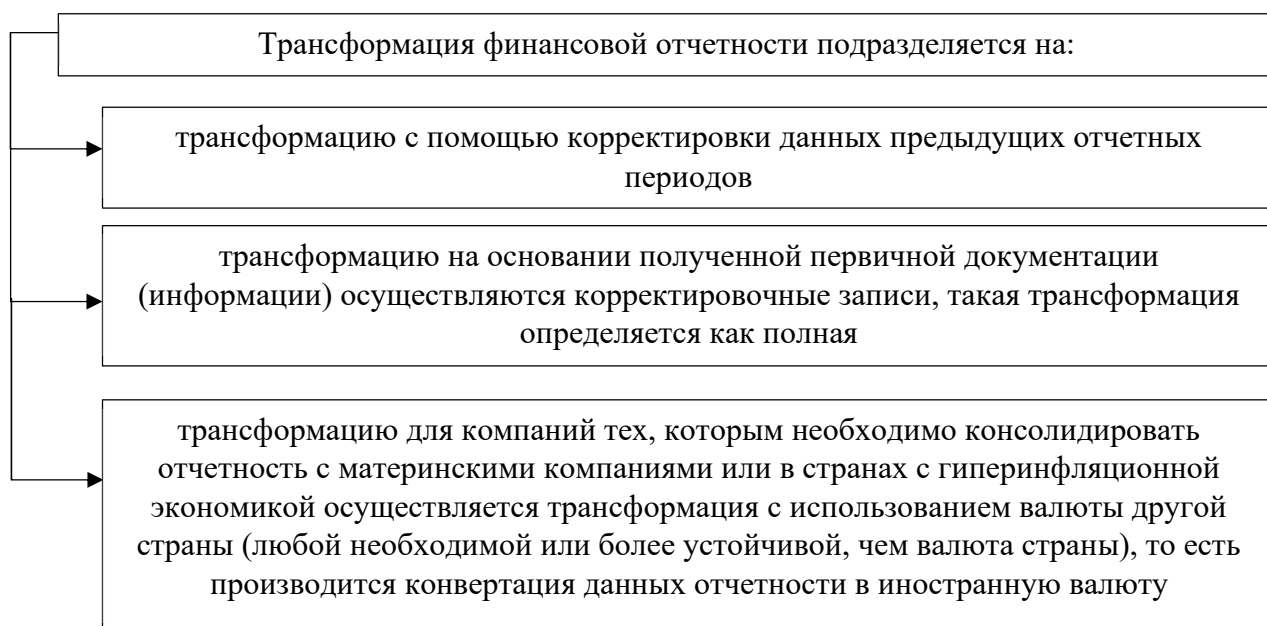 Трансформация финансовой отчетности подразделяется на:
трансформацию с помощью корректировки данных предыдущих отчетных
периодов
трансформацию на основании полученной первичной документации
(информации) осуществляются корректировочные записи, такая трансформация
определяется как полная
трансформацию для компаний тех, которым необходимо консолидировать
отчетность с материнскими компаниями или в странах с гиперинфляционной
экономикой осуществляется трансформация с использованием валюты другой
страны (любой необходимой или более устойчивой, чем валюта страны), то есть
производится конвертация данных отчетности в иностранную валюту